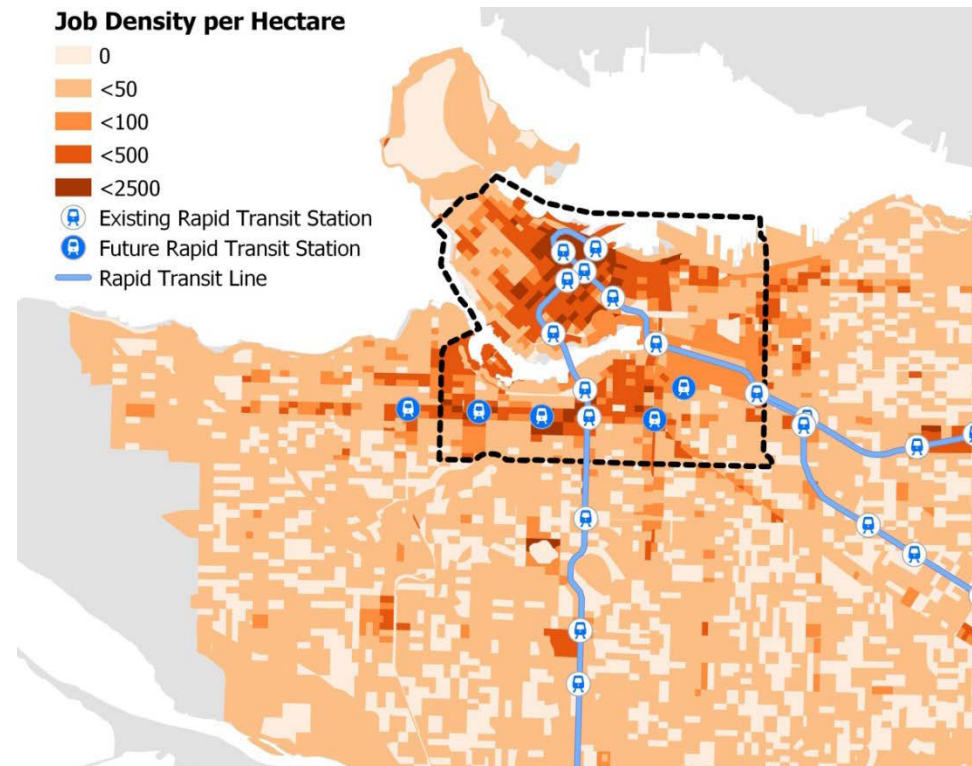 Job Density per Hectare
0
<50
<100
<500
<2500
Existing Rapid Transit Station
Future Rapid Transit Station
Rapid Transit Line